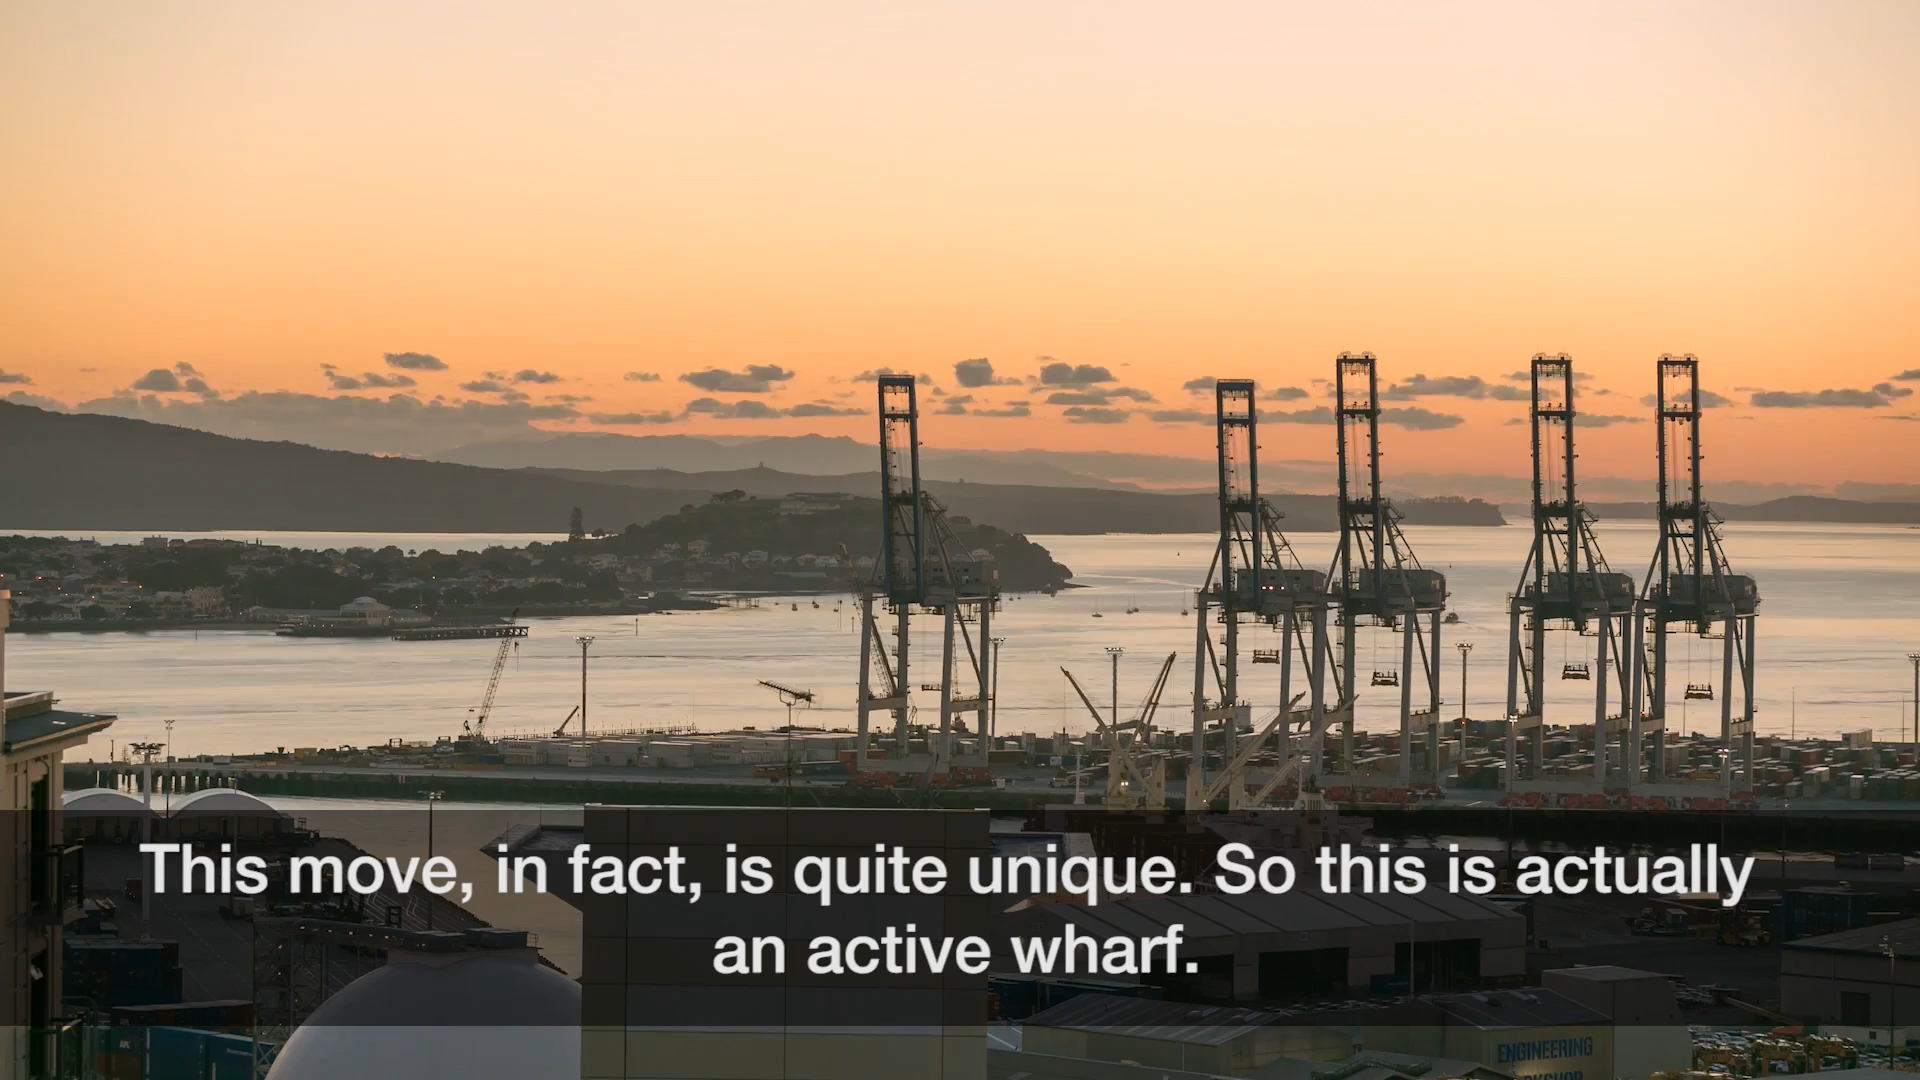 This move, in fact, is quite unique. So this is actually
an active wharf.
ENGINEERING